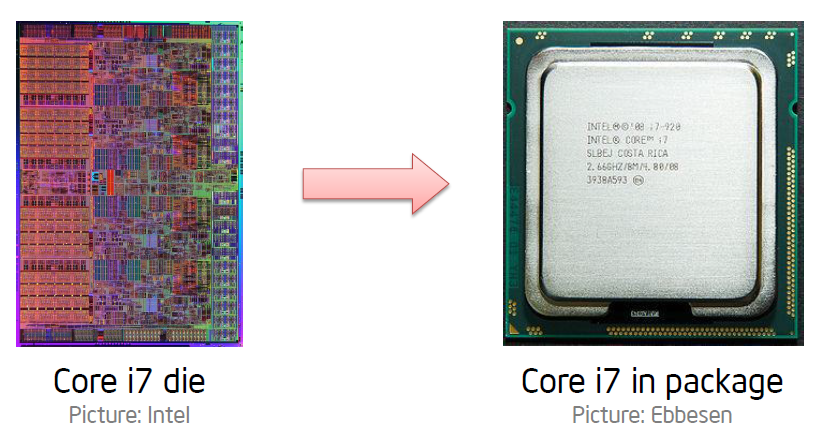 INTEL®©'08 i7-920
INTEL® CORE™ i7
SLBEJ COSTA RICA
2.66GHZ/8M/4.80/08
3938A593
Core i7 die
Picture: Intel
Core i7 in package
Picture: Ebbesen